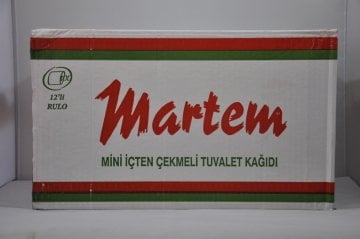 12'li
RULO
Martem
MİNİ İÇTEN ÇEKMELİ TUVALET KAĞIDI